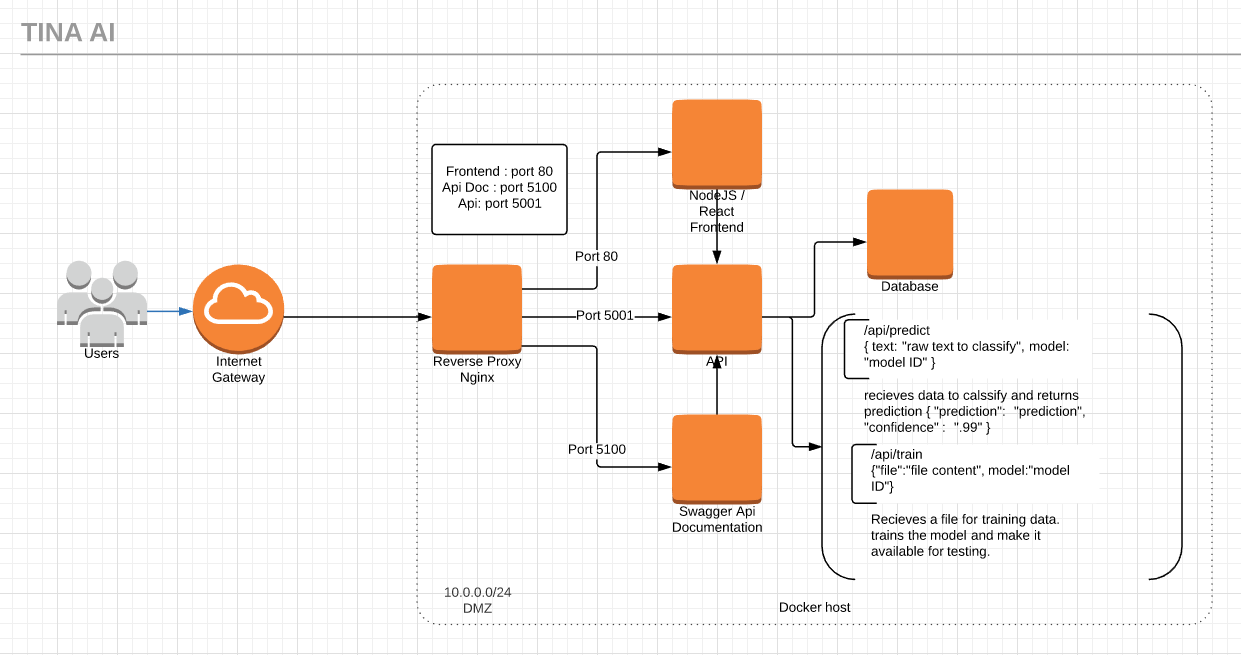 TINA AI
Frontend : port 80
Api Doc : port 5100
Api: port 5001
NodeJS /
React
Frontend
Port 80
Database
Users
Internet
Gateway
Reverse Proxy
Nginx
Port 5001
API
Port 5100
Swagger Api
Documentation
/api/predict
{ text: "raw text to classify", model:
"model ID" }
recieves data to calssify and returns
prediction { "prediction":  "prediction",
"confidence" :  ".99" }
/api/train
{"file":"file content", model:"model
ID"}
Recieves a file for training data.
trains the model and make it
available for testing.
10.0.0.0/24
DMZ
Docker host